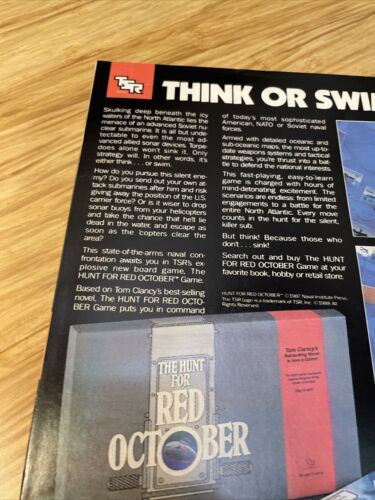 TSR
THINK OR SWI
Skulking deep beneath the icy
waters of the North Atlantic lies the
menace of an advanced Soviet nu-
clear submarine. It is all but unde-
tectable to even the most ad-
vanced allied sonar devices. Torpe-
does alone won't sink it. Only
strategy will. In other words, it's
either think . . . or swim.
How do you pursue this silent ene-
my? Do you send out your own at-
tack submarines after him and risk
giving away the position of the U.S.
carrier force? Or is it wiser to drop
sonar buoys from your helicopters
and take the chance that he'll lie
dead in the water, and escape as
soon as the copters clear the
area?
This state-of-the-arms naval con-
frontation awaits you in TSR's ex-
plosive new board game, The
HUNT FOR RED OCTOBER™ Game.
Based on Tom Clancy's best-selling
novel, The HUNT FOR RED OCTO-
BER Game puts you in command
of today's most sophisticated
American, NATO or Soviet naval
forces.
Armed with detailed oceanic and
sub-oceanic maps, the most up-to-
date weapons systems and tactical
strategies, you're thrust into a bat-
tle to defend the national interests.
This fast-playing, easy-to-learn
game is charged with hours of
mind-detonating excitement. The
scenarios are endless: from limited
engagements to a battle for the
entire North Atlantic. Every move
counts in the hunt for the silent,
killer sub.
But think! Because those who
don't . . . sink!
Search out and buy The HUNT
FOR RED OCTOBER Game at your
favorite book, hobby or retail store.
HUNT FOR RED OCTOBER™ ©1987 Naval Institute Press
The TSR Logo is a trademark of TSR, Inc. ©1988 All
Rights Reserved.
Tom Clancy's
Bestselling Novel
is now a Game!
THE HUNT
FOR
RED
OCTOBER